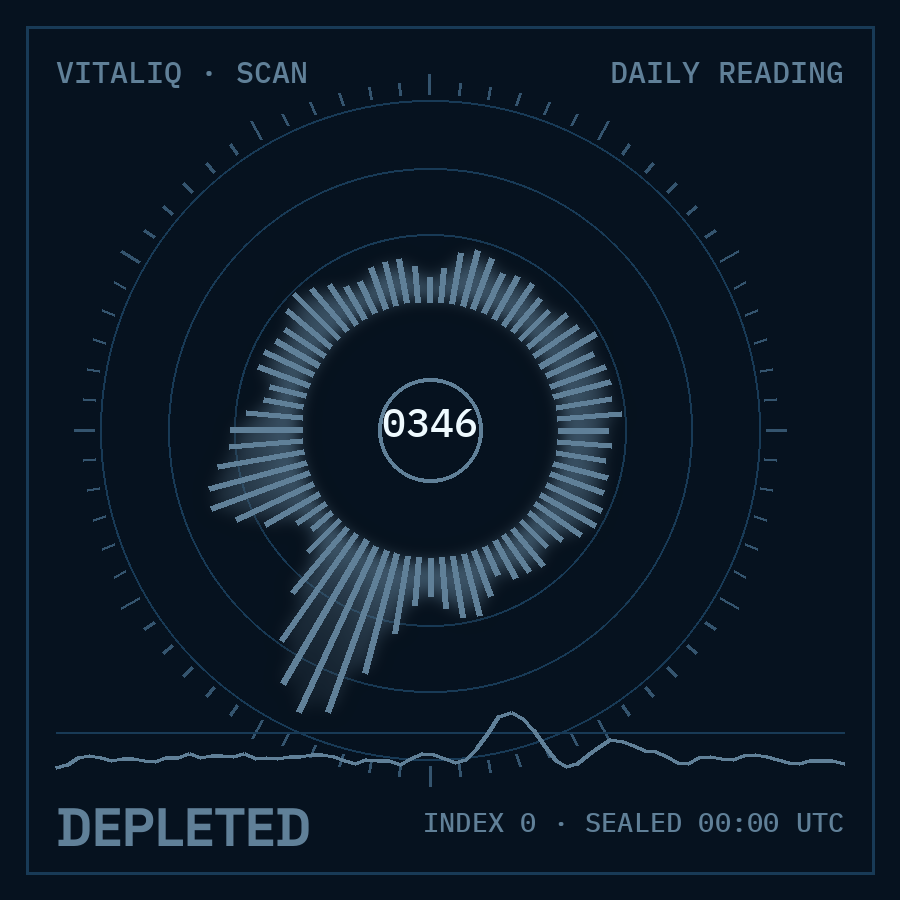 VITALIQ · SCAN
DAILY READING
0346
DEPLETED
INDEX 0 · SEALED 00:00 UTC